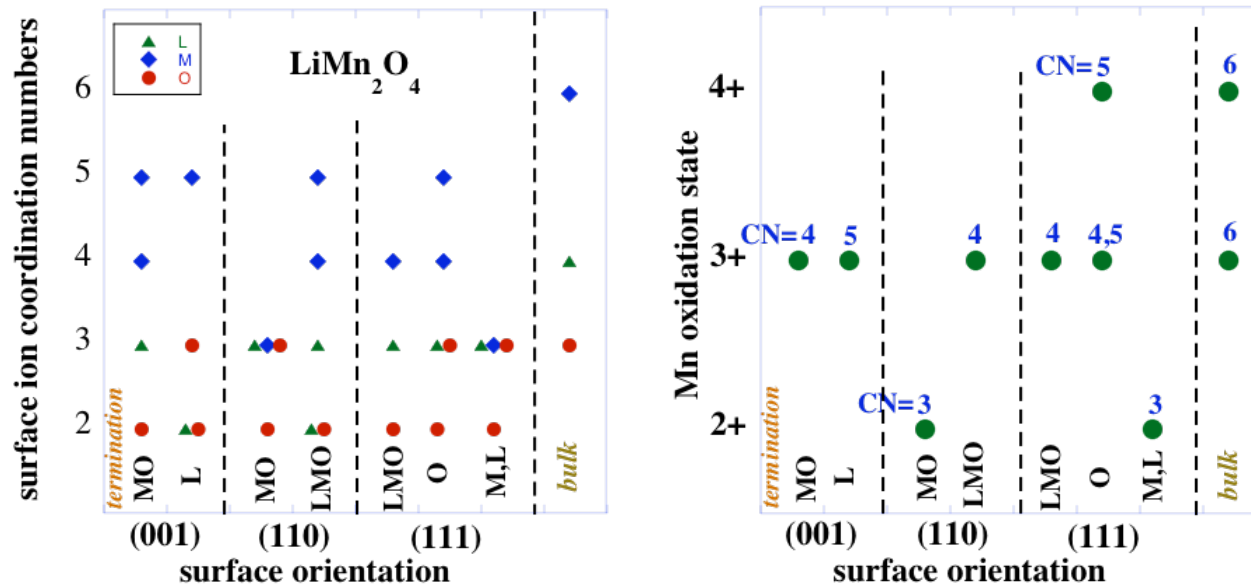 surface ion coordination numbers
L
M
O
LiMn2O4
6
5
4
3
2
termination
MO
L
MO
LMO
LMO
O
M,L
bulk
(001)
(110)
(111)
surface orientation
Mn oxidation state
4+
3+
2+
CN= 5
6
CN= 4
5
4
4
4,5
6
CN= 3
3
termination
MO
L
MO
LMO
LMO
O
M,L
bulk
(001)
(110)
(111)
surface orientation